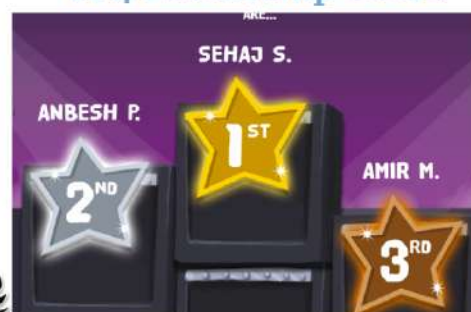 ARE...
SEHAJ S.
1ST
ANBESH P.
2ND
AMIR M.
3RD